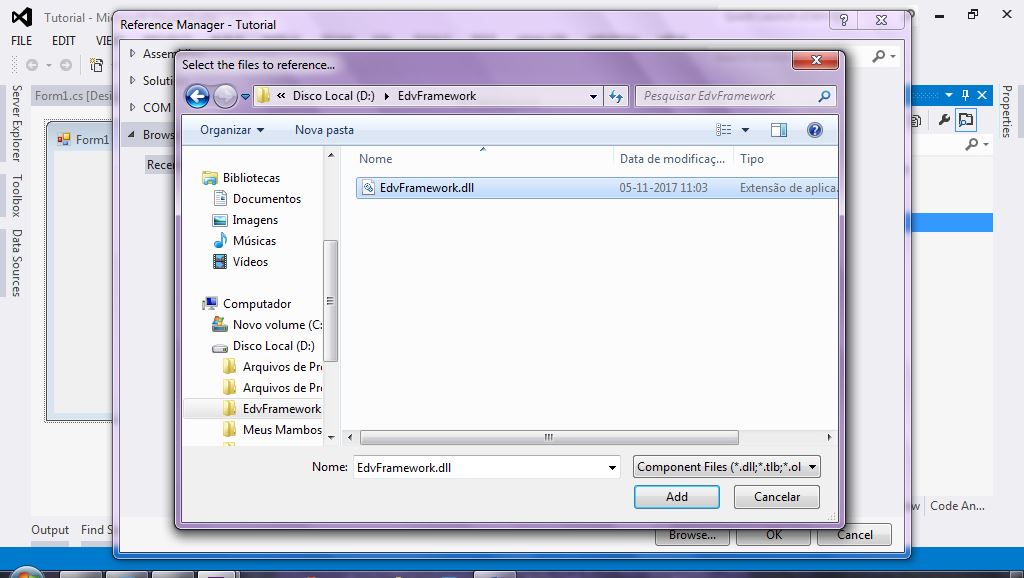 Tutorial - Mic
Reference Manager - Tutorial
?
FILE EDIT VIE
Assem
Soluti
COM
Brows
Rece
Server Explorer
Toolbox
Data Sources
Form1.cs [Desi
Form1
Select the files to reference...
« Disco Local (D:) EdvFramework
Pesquisar EdvFramework
Organizar Nova pasta
Bibliotecas
Documentos
Imagens
Músicas
Vídeos
Computador
Novo volume (C:
Disco Local (D:)
Arquivos de Pro
Arquivos de Pro
EdvFramework
Meus Mambos
Nome Data de modificaç... Tipo
EdvFramework.dll 05-11-2017 11:03 Extensão de aplica
Nome: EdvFramework.dll
Component Files (*.dll;*.tlb;*.ol
Add Cancelar
Browse... OK Cancel
Properties
w Code An...
Output Find S